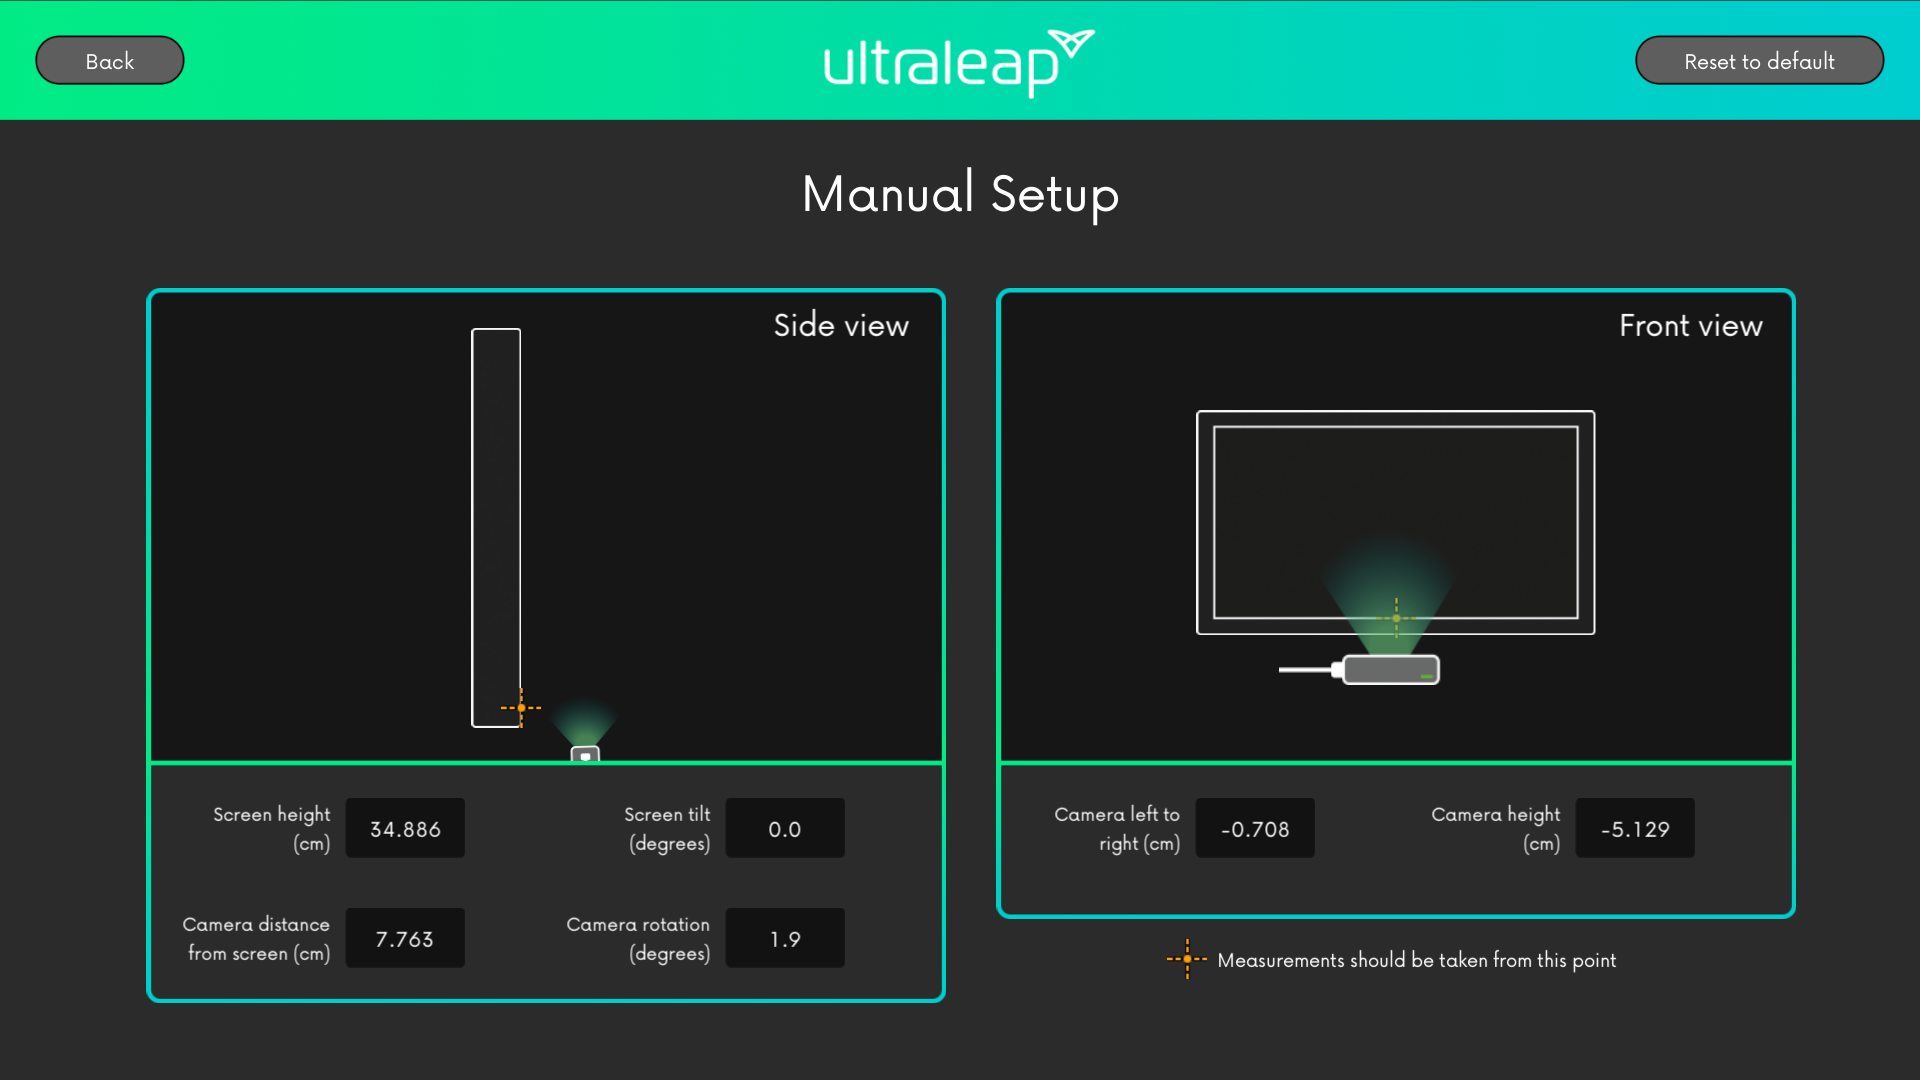 Back
ultraleap
Reset to default
Manual Setup
Side view
Screen height
(cm)
34.886
Screen tilt
(degrees)
0.0
Camera distance
from screen (cm)
7.763
Camera rotation
(degrees)
1.9
Front view
Camera left to
right (cm)
-0.708
Camera height
(cm)
-5.129
Measurements should be taken from this point